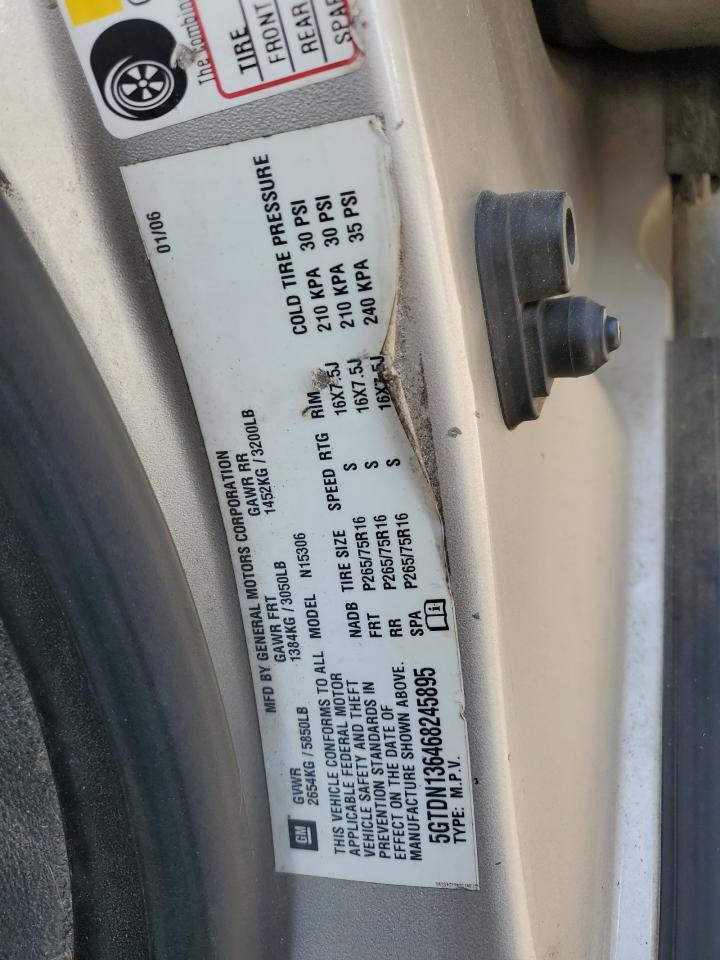 The combin
TIRE
FRONT
REAR
SPAR
MFD BY GENERAL MOTORS CORPORATION 01/06
GM GVWR GAWR FRT GAWR RR
2654KG/5850LB 1384KG/3050LB 1452KG/3200LB
THIS VEHICLE CONFORMS TO ALL
APPLICABLE FEDERAL MOTOR
VEHICLE SAFETY AND THEFT
PREVENTION STANDARDS IN
EFFECT ON THE DATE OF
MANUFACTURE SHOWN ABOVE.
MODEL N15306
NADB TIRE SIZE SPEED RTG RIM COLD TIRE PRESSURE
FRT P265/75R16 S 16X7.5J 210 KPA 30 PSI
RR P265/75R16 S 16X7.5J 210 KPA 30 PSI
SPA P265/75R16 S 16X7.5J 240 KPA 35 PSI
5GTDN136468245895
TYPE: M.P.V.